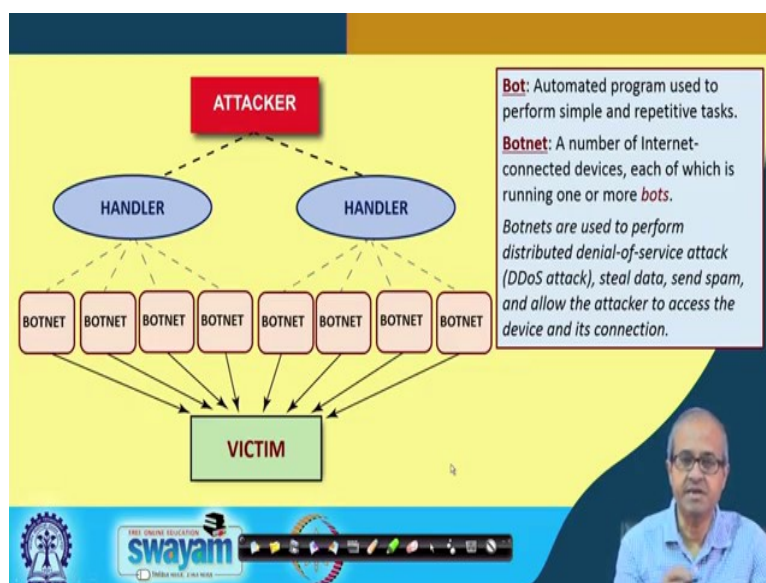 ATTACKER
HANDLER
HANDLER
BOTNET
BOTNET
BOTNET
BOTNET
BOTNET
BOTNET
BOTNET
BOTNET
VICTIM
Bot: Automated program used to
perform simple and repetitive tasks.
Botnet: A number of Internet-
connected devices, each of which is
running one or more bots.
Botnets are used to perform
distributed denial-of-service attack
(DDoS attack), steal data, send spam,
and allow the attacker to access the
device and its connection.
FREE ONLINE EDUCATION
swayam